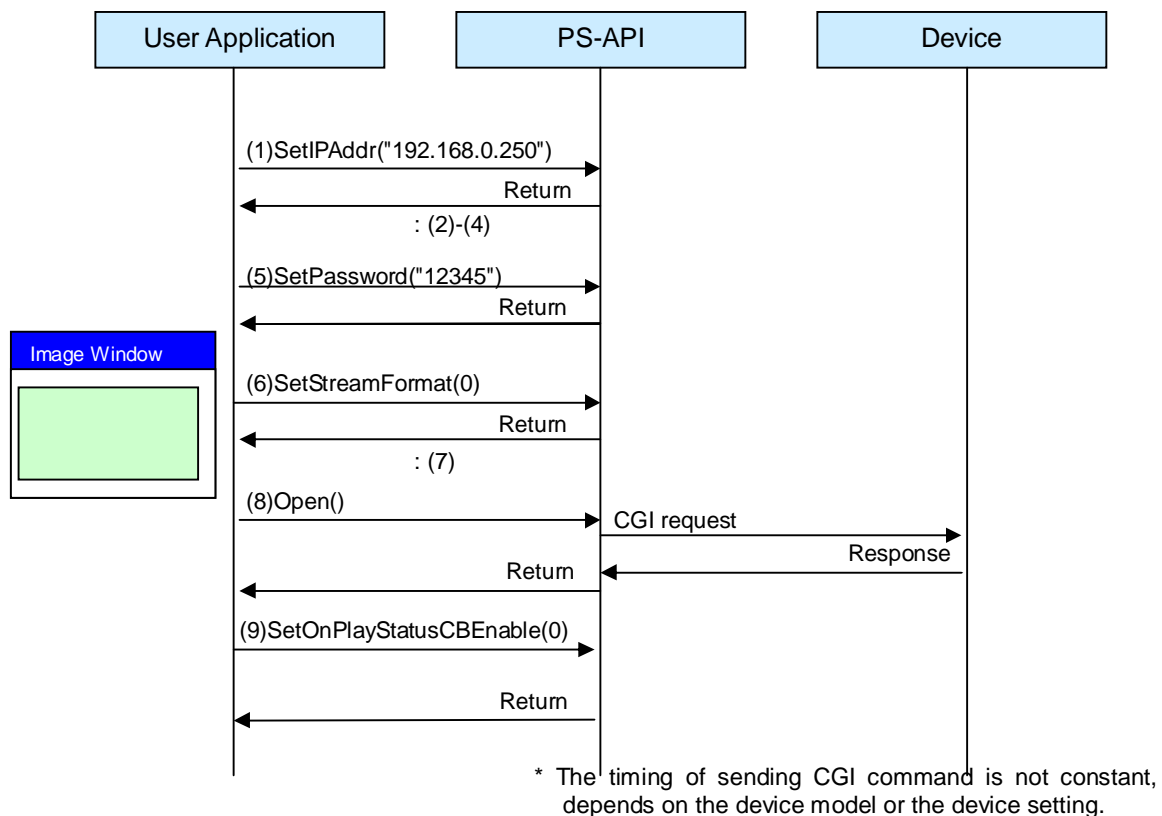 User Application
PS-API
Device
(1)SetIPAddr("192.168.0.250")
Return
: (2)-(4)
(5)SetPassword("12345")
Return
Image Window
(6)SetStreamFormat(0)
Return
: (7)
(8)Open()
CGI request
Response
Return
(9)SetOnPlayStatusCBEnable(0)
Return
* The timing of sending CGI command is not constant,
depends on the device model or the device setting.